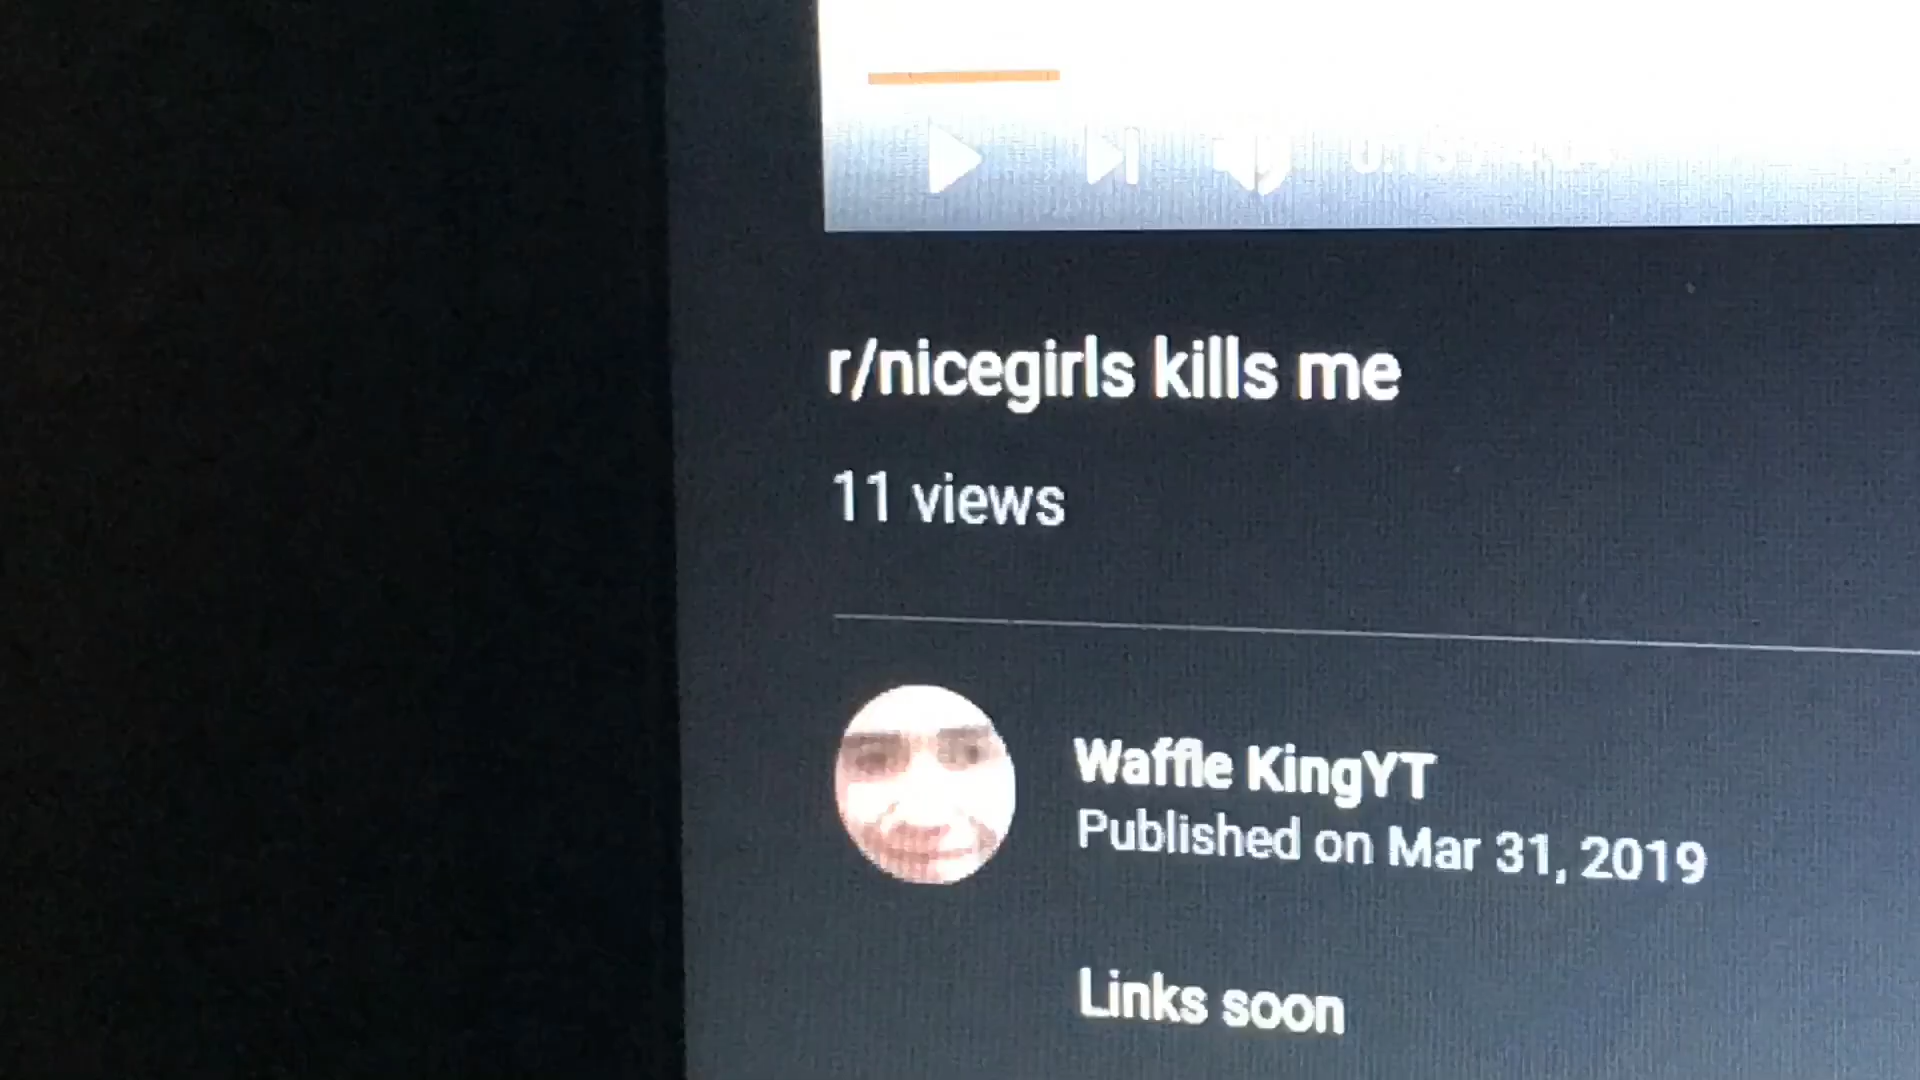 r/nicegirls kills me
11 views
Waffle KingYT
Published on Mar 31, 2019
Links soon